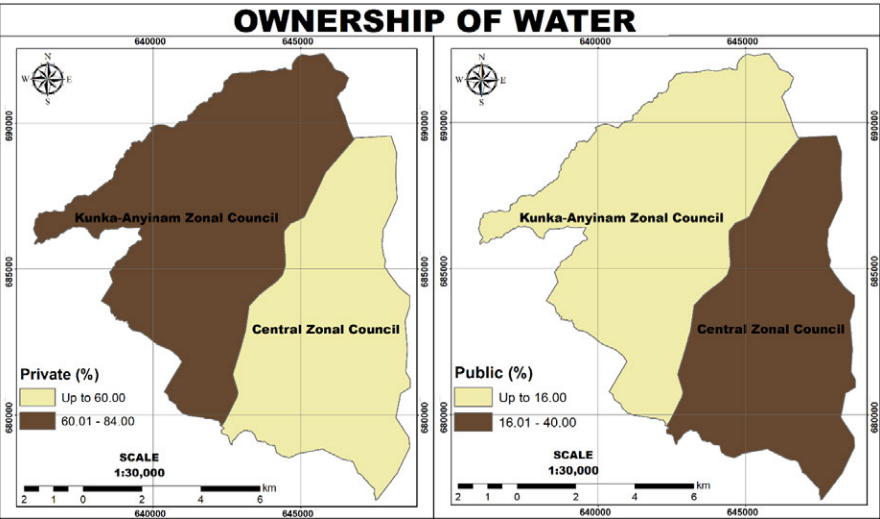 OWNERSHIP OF WATER
640000 645000
N
W E
S
690000
685000
680000
Kunka-Anyinam Zonal Council
Central Zonal Council
Private (%)
Up to 60.00
60.01 - 84.00
SCALE
1:30,000
km
2 1 0 2 4 6
640000 645000
640000 645000
N
W E
S
690000
685000
680000
Kunka-Anyinam Zonal Council
Central Zonal Council
Public (%)
Up to 16.00
16.01 - 40.00
SCALE
1:30,000
km
2 1 0 2 4 6
640000 645000
690000
685000
680000